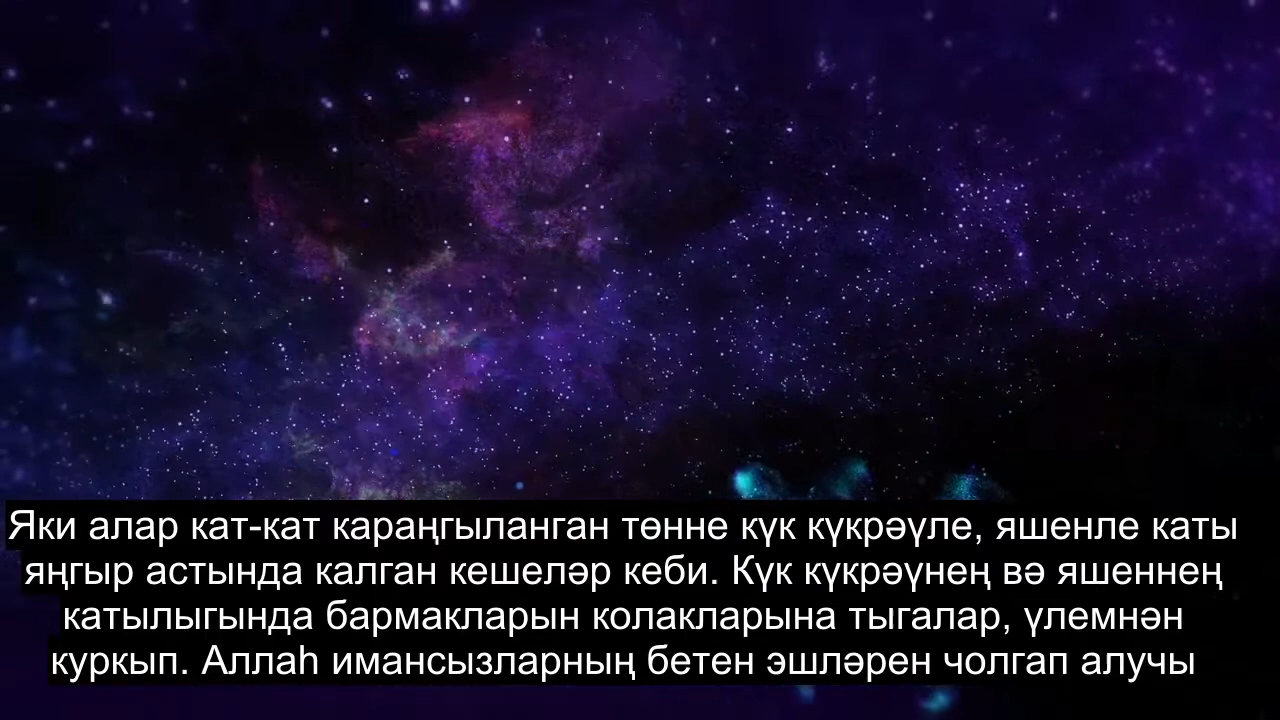 Яки алар кат-кат караңгыланган төнне күк күкрәүле, яшенле каты
яңгыр астында калган кешеләр кеби. Күк күкрәүнең вә яшеннең
катылыгында бармакларын колакларына тыгалар, үлемнән
куркып. Аллаһ имансызларның бетен эшләрен чолгап алучы